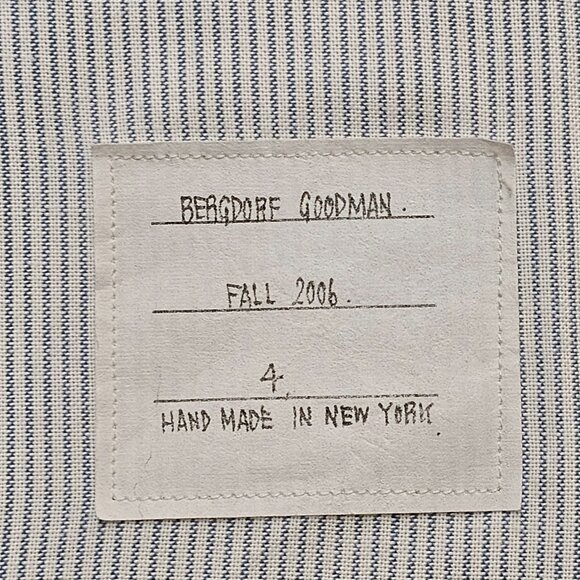 BERGDORF GOODMAN.
FALL 2006.
4
HAND MADE IN NEW YORK